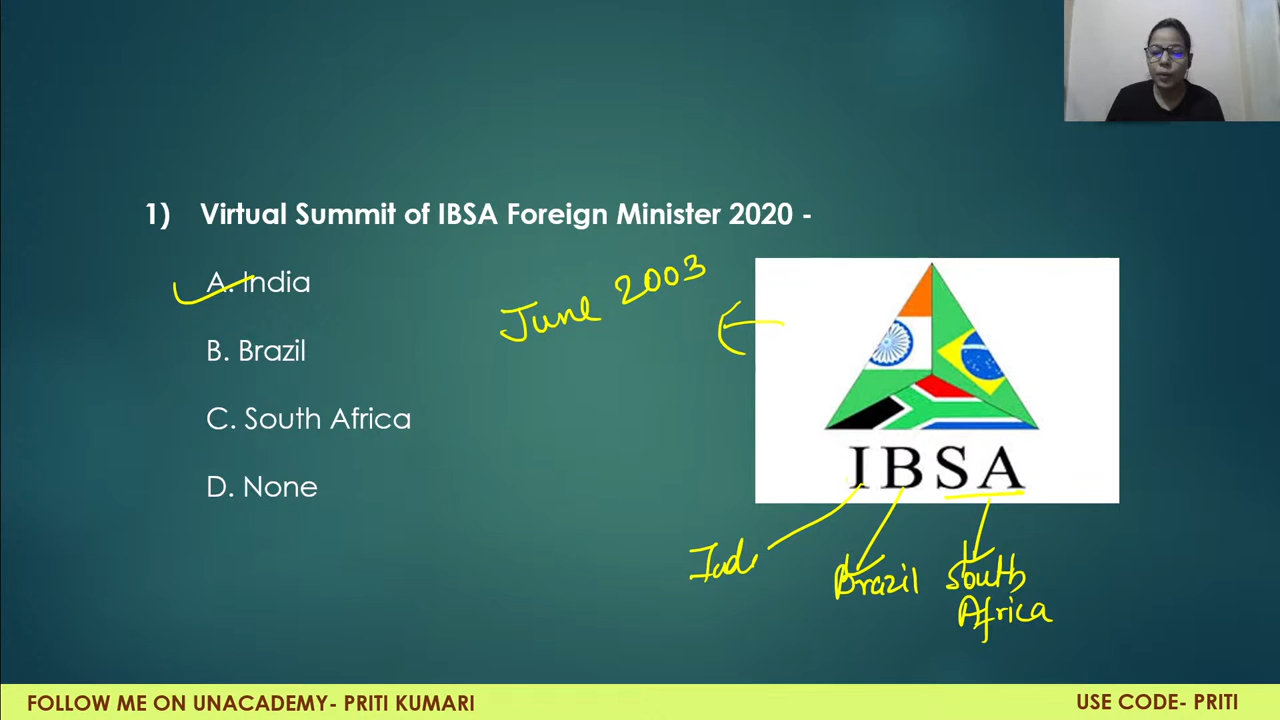 1) Virtual Summit of IBSA Foreign Minister 2020 -
A. India
B. Brazil
C. South Africa
D. None
June 2003
IBSA
Brazil
South
Africa
FOLLOW ME ON UNACADEMY- PRITI KUMARI
USE CODE- PRITI